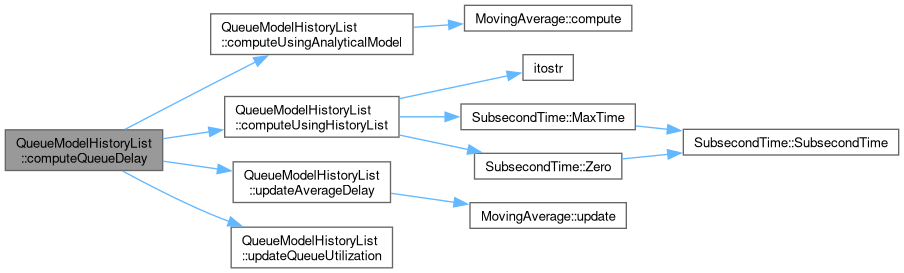 QueueModelHistoryList
::computeQueueDelay
QueueModelHistoryList
::computeUsingAnalyticalModel
MovingAverage::compute
QueueModelHistoryList
::computeUsingHistoryList
itostr
SubsecondTime::MaxTime
SubsecondTime::Zero
SubsecondTime::SubsecondTime
QueueModelHistoryList
::updateAverageDelay
MovingAverage::update
QueueModelHistoryList
::updateQueueUtilization